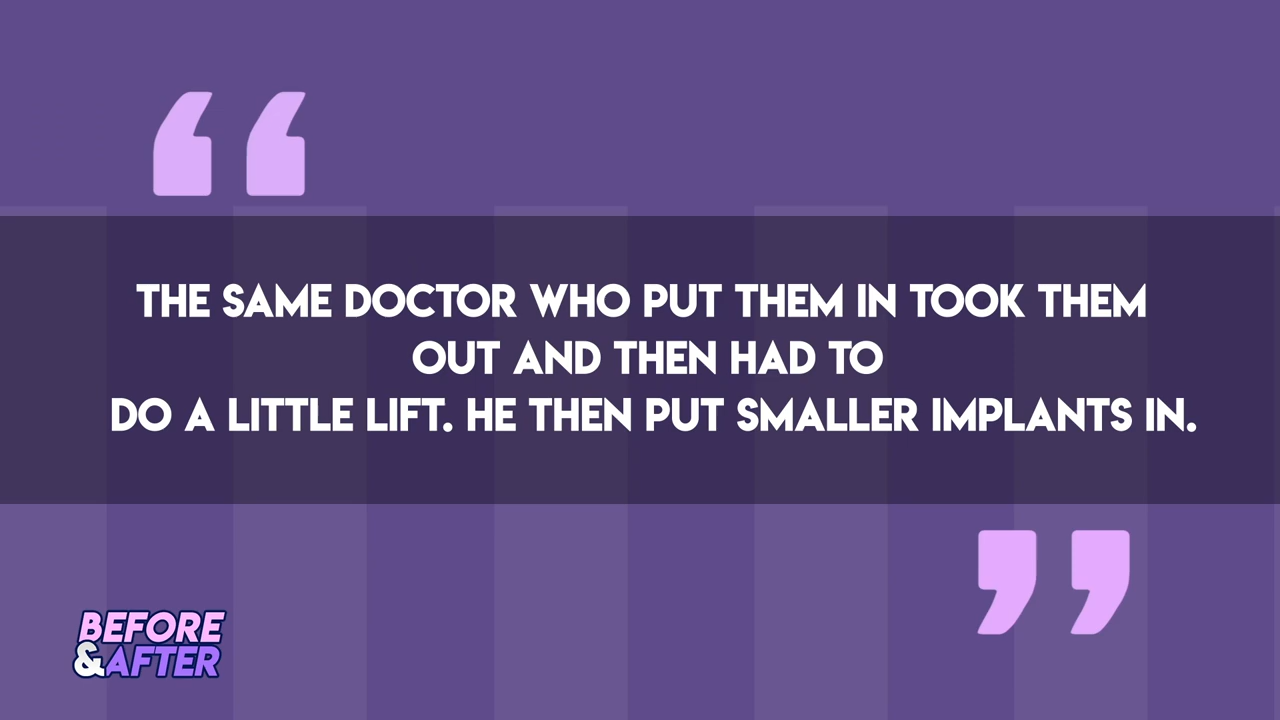 “
THE SAME DOCTOR WHO PUT THEM IN TOOK THEM
OUT AND THEN HAD TO
DO A LITTLE LIFT. HE THEN PUT SMALLER IMPLANTS IN.
”
BEFORE
&AFTER